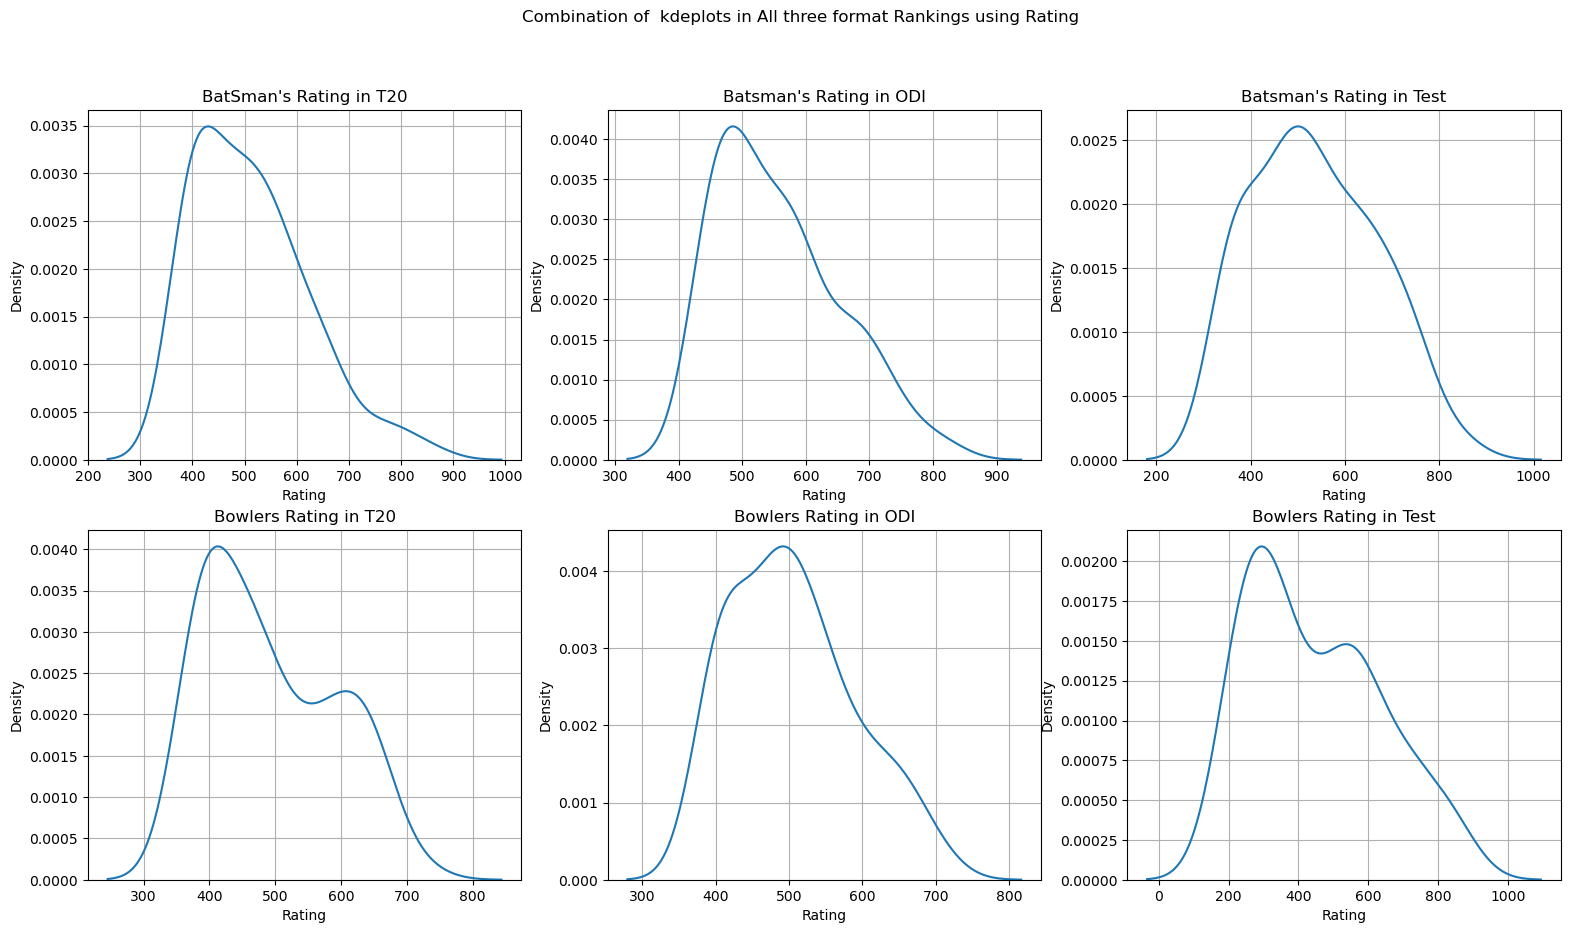 Combination of  kdeplots in All three format Rankings using Rating
BatSman's Rating in T20
Density
0.0035
0.0030
0.0025
0.0020
0.0015
0.0010
0.0005
0.0000
200 300 400 500 600 700 800 900 1000
Rating
Batsman's Rating in ODI
Density
0.0040
0.0035
0.0030
0.0025
0.0020
0.0015
0.0010
0.0005
0.0000
300 400 500 600 700 800 900
Rating
Batsman's Rating in Test
Density
0.0025
0.0020
0.0015
0.0010
0.0005
0.0000
200 400 600 800 1000
Rating
Bowlers Rating in T20
Density
0.0040
0.0035
0.0030
0.0025
0.0020
0.0015
0.0010
0.0005
0.0000
300 400 500 600 700 800
Rating
Bowlers Rating in ODI
Density
0.004
0.003
0.002
0.001
0.000
300 400 500 600 700 800
Rating
Bowlers Rating in Test
Density
0.00200
0.00175
0.00150
0.00125
0.00100
0.00075
0.00050
0.00025
0.00000
0 200 400 600 800 1000
Rating